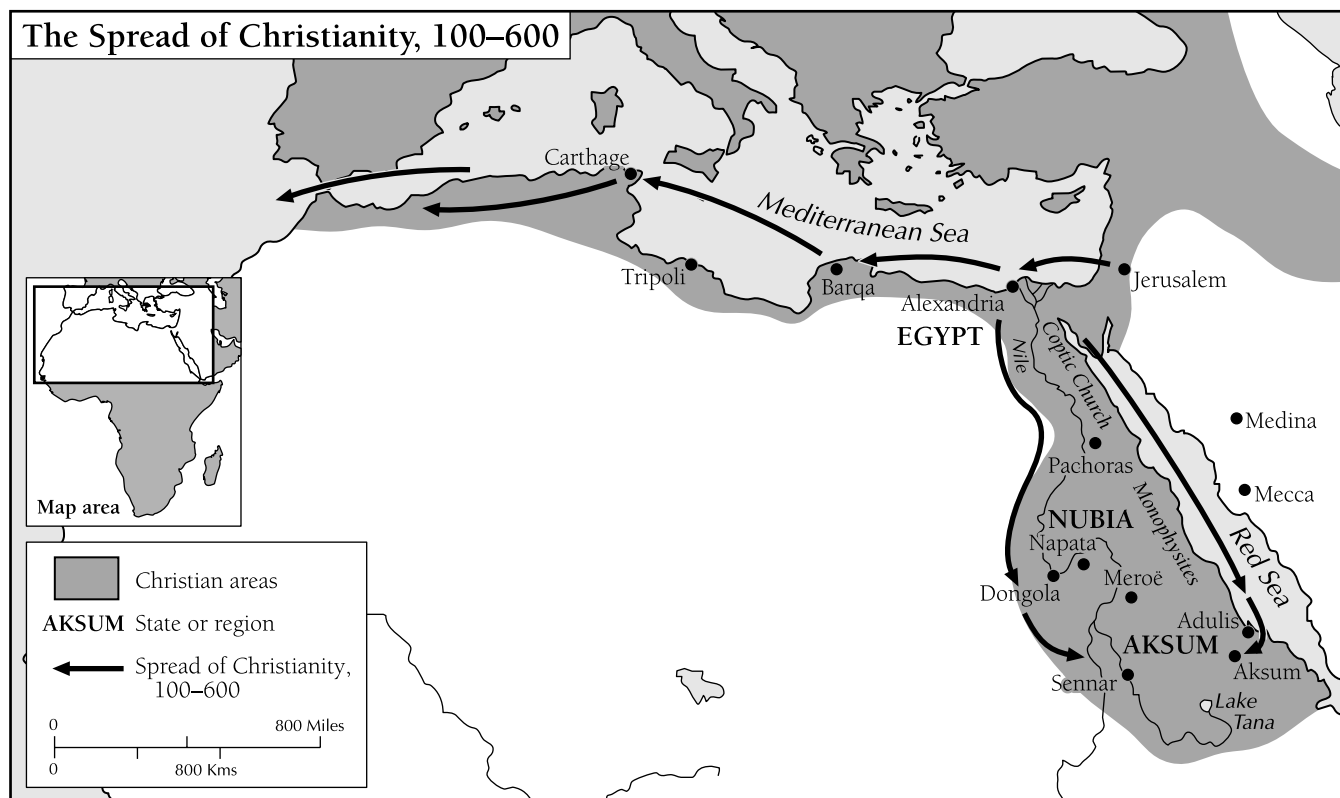 The Spread of Christianity, 100–600
Carthage
Mediterranean Sea
Tripoli
Barqa
Alexandria
Jerusalem
EGYPT
Nile
Coptic Church
Medina
Pachoras
Mecca
Monophysites
NUBIA
Napata
Red Sea
Dongola
Meroë
Adulis
AKSUM
Aksum
Sennar
Lake
Tana
Map area
Christian areas
AKSUM State or region
Spread of Christianity,
100–600
0 800 Miles
0 800 Kms